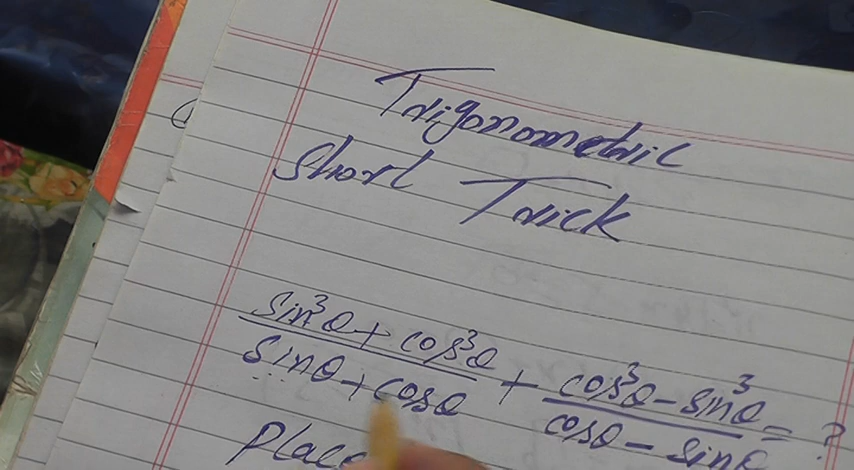 Trigonometric
Short Trick
sin³θ + cos³θ / sinθ + cosθ + cos³θ - sin³θ / cosθ - sinθ = ?